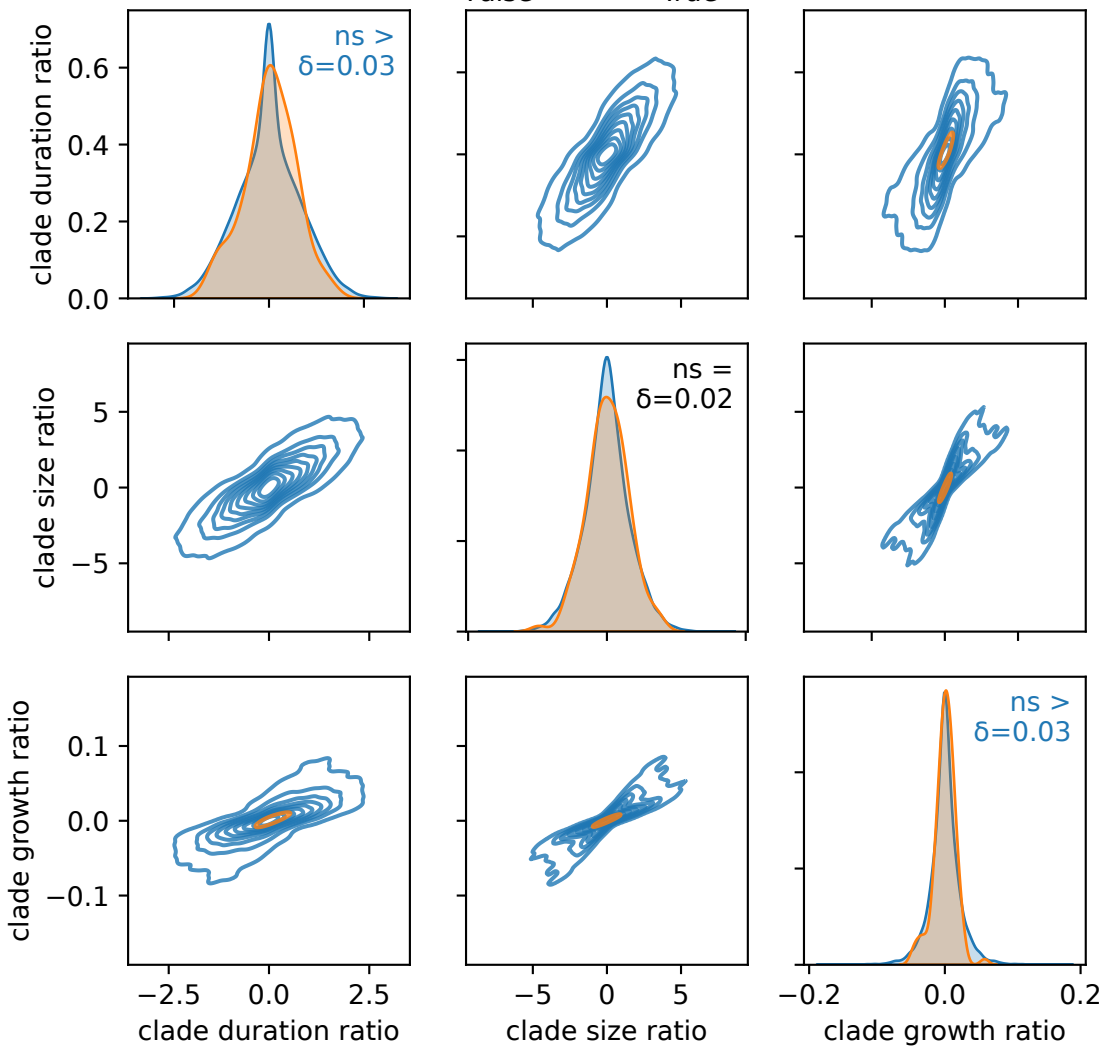 ns >
δ=0.03
clade duration ratio
0.6
0.4
0.2
0.0
ns =
δ=0.02
clade size ratio
5
0
−5
−5
0
5
ns >
δ=0.03
clade growth ratio
0.1
0.0
−0.1
−2.5
0.0
2.5
−5
0
5
−0.2
0.0
0.2
clade duration ratio
clade size ratio
clade growth ratio